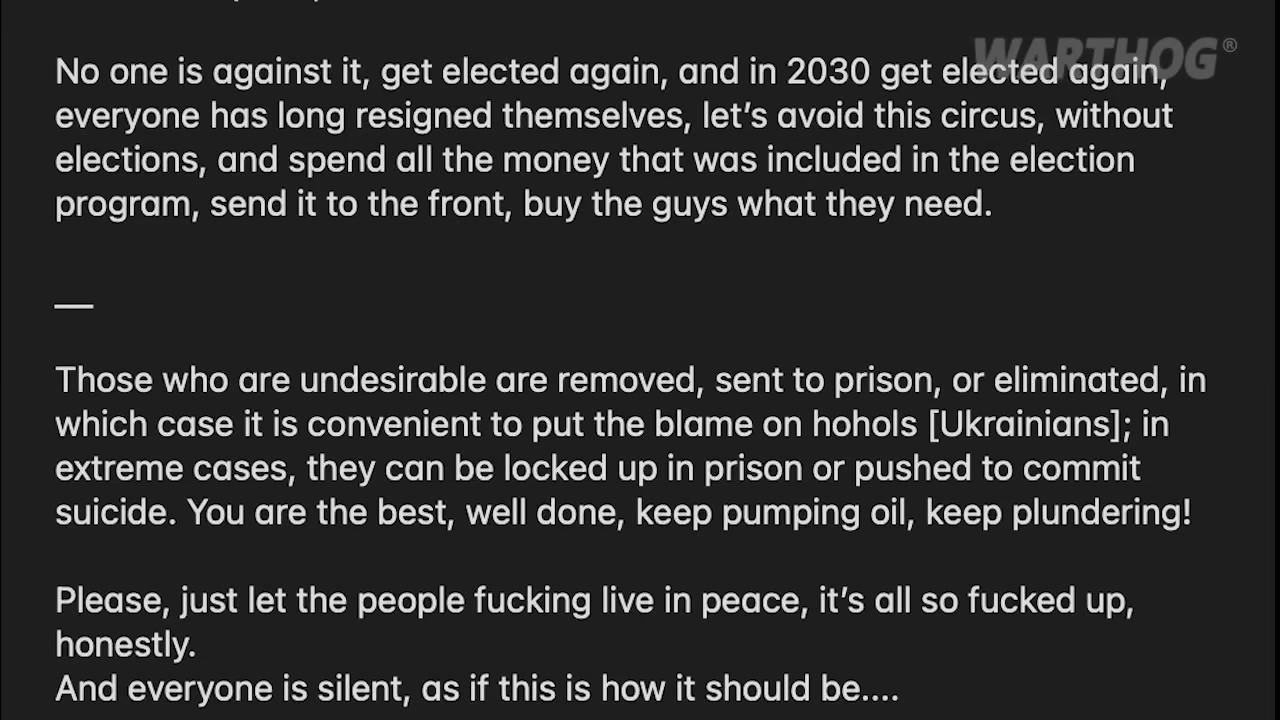 WARTHOG®
No one is against it, get elected again, and in 2030 get elected again,
everyone has long resigned themselves, let’s avoid this circus, without
elections, and spend all the money that was included in the election
program, send it to the front, buy the guys what they need.
—
Those who are undesirable are removed, sent to prison, or eliminated, in
which case it is convenient to put the blame on hohols [Ukrainians]; in
extreme cases, they can be locked up in prison or pushed to commit
suicide. You are the best, well done, keep pumping oil, keep plundering!
Please, just let the people fucking live in peace, it’s all so fucked up,
honestly.
And everyone is silent, as if this is how it should be....